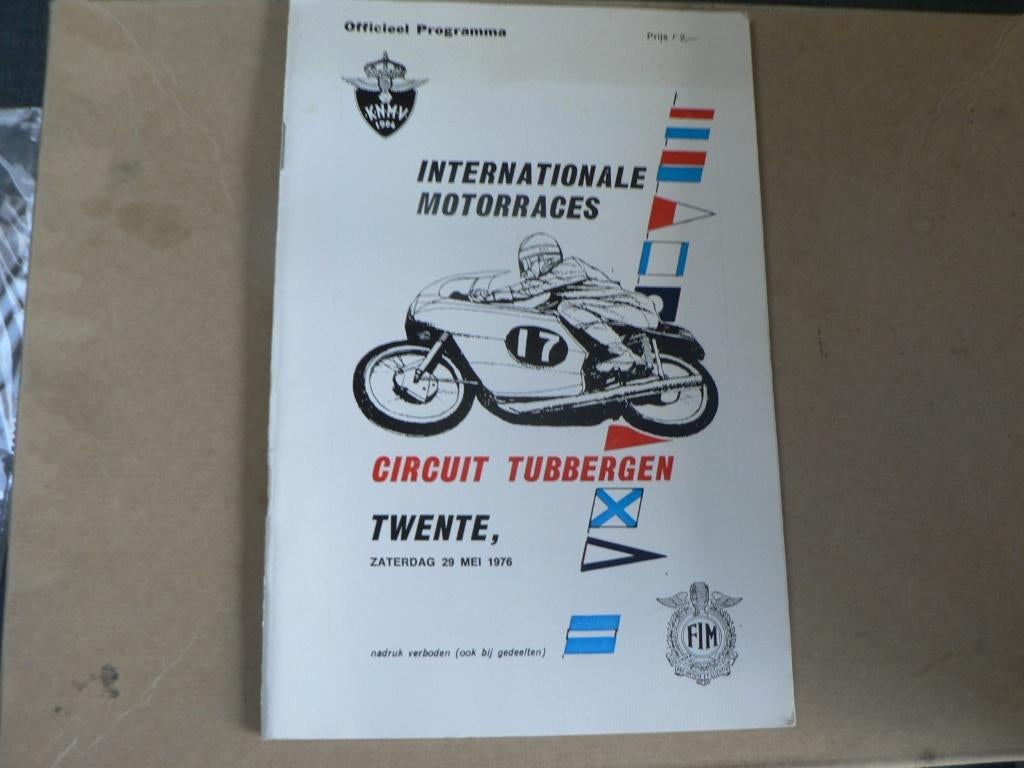 Officieel Programma
Prijs f 2,—
K.N.M.V.
1904
INTERNATIONALE
MOTORRACES
17
CIRCUIT TUBBERGEN
TWENTE,
ZATERDAG 29 MEI 1976
nadruk verboden (ook bij gedeelten)
FIM